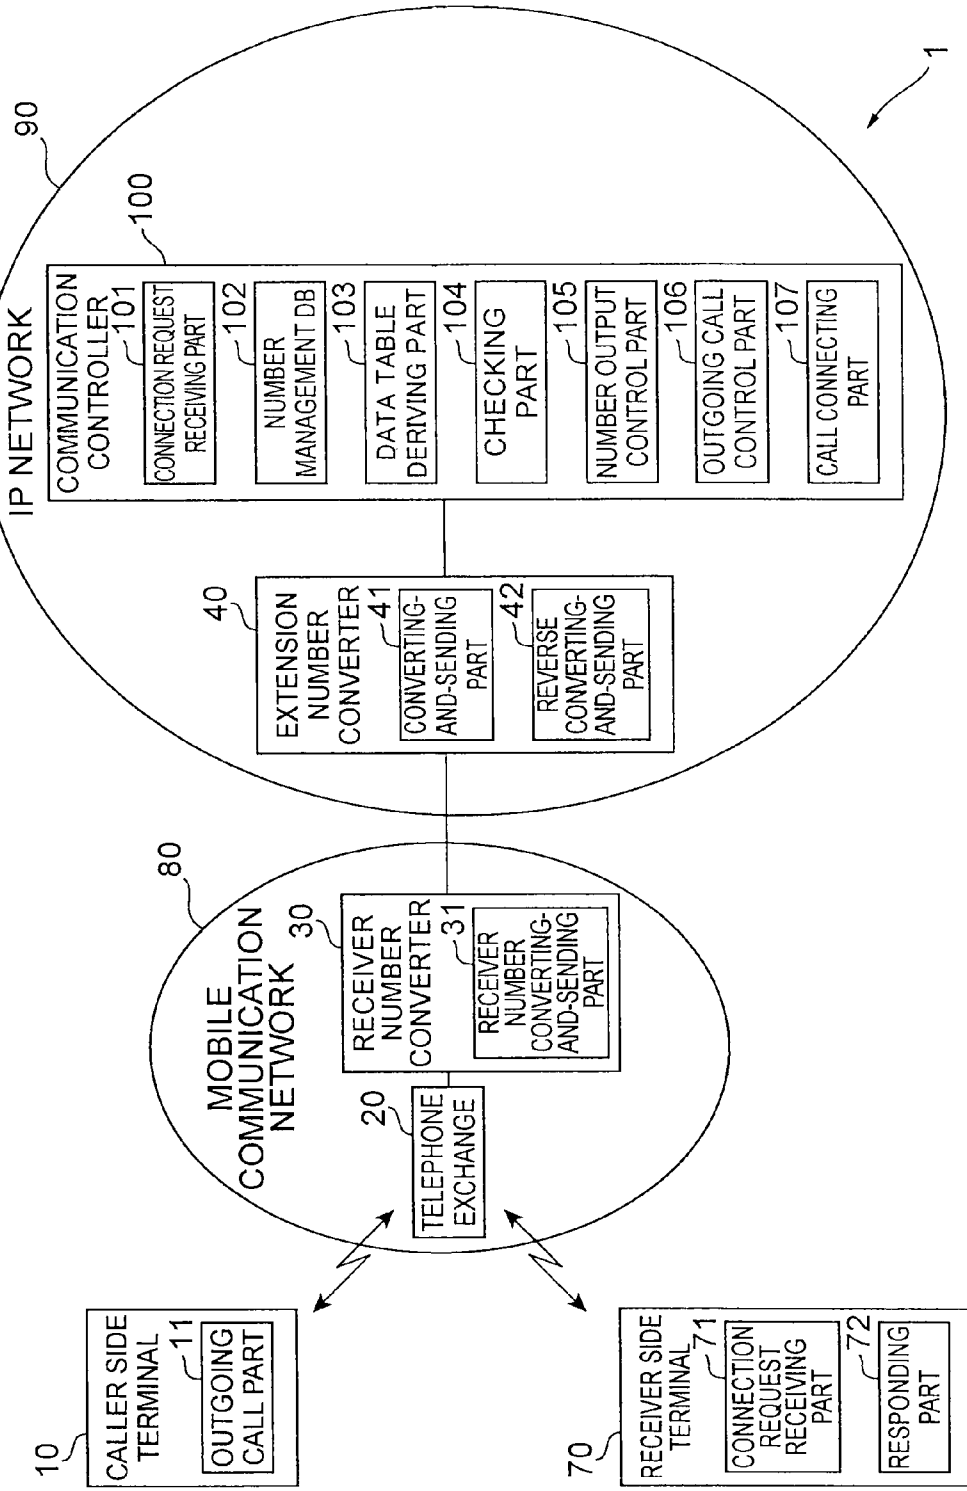 1
90
IP NETWORK
100
COMMUNICATION
CONTROLLER
101
CONNECTION REQUEST
RECEIVING PART
102
NUMBER
MANAGEMENT DB
103
DATA TABLE
DERIVING PART
104
CHECKING
PART
105
NUMBER OUTPUT
CONTROL PART
106
OUTGOING CALL
CONTROL PART
107
CALL CONNECTING
PART
40
EXTENSION
NUMBER
CONVERTER
41
CONVERTING-
AND-SENDING
PART
42
REVERSE
CONVERTING-
AND-SENDING
PART
80
MOBILE
COMMUNICATION
NETWORK
30
RECEIVER
NUMBER
CONVERTER
31
RECEIVER
NUMBER
CONVERTING-
AND-SENDING
PART
20
TELEPHONE
EXCHANGE
10
CALLER SIDE
TERMINAL
11
OUTGOING
CALL PART
70
RECEIVER SIDE
TERMINAL
71
CONNECTION
REQUEST
RECEIVING
PART
72
RESPONDING
PART